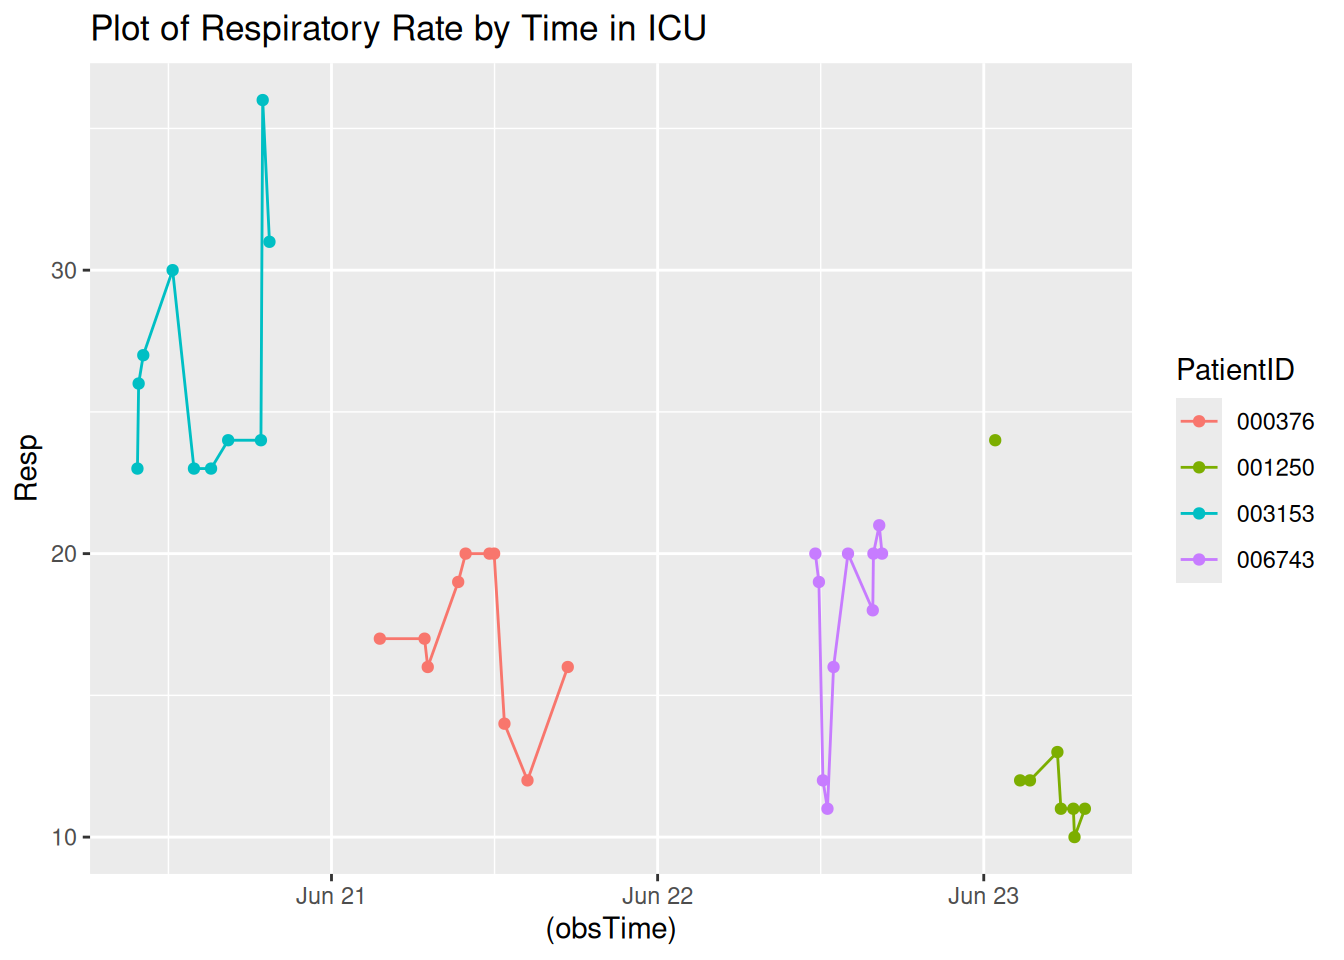 Plot of Respiratory Rate by Time in ICU
Resp
30
20
10
Jun 21
Jun 22
Jun 23
(obsTime)
PatientID
000376
001250
003153
006743